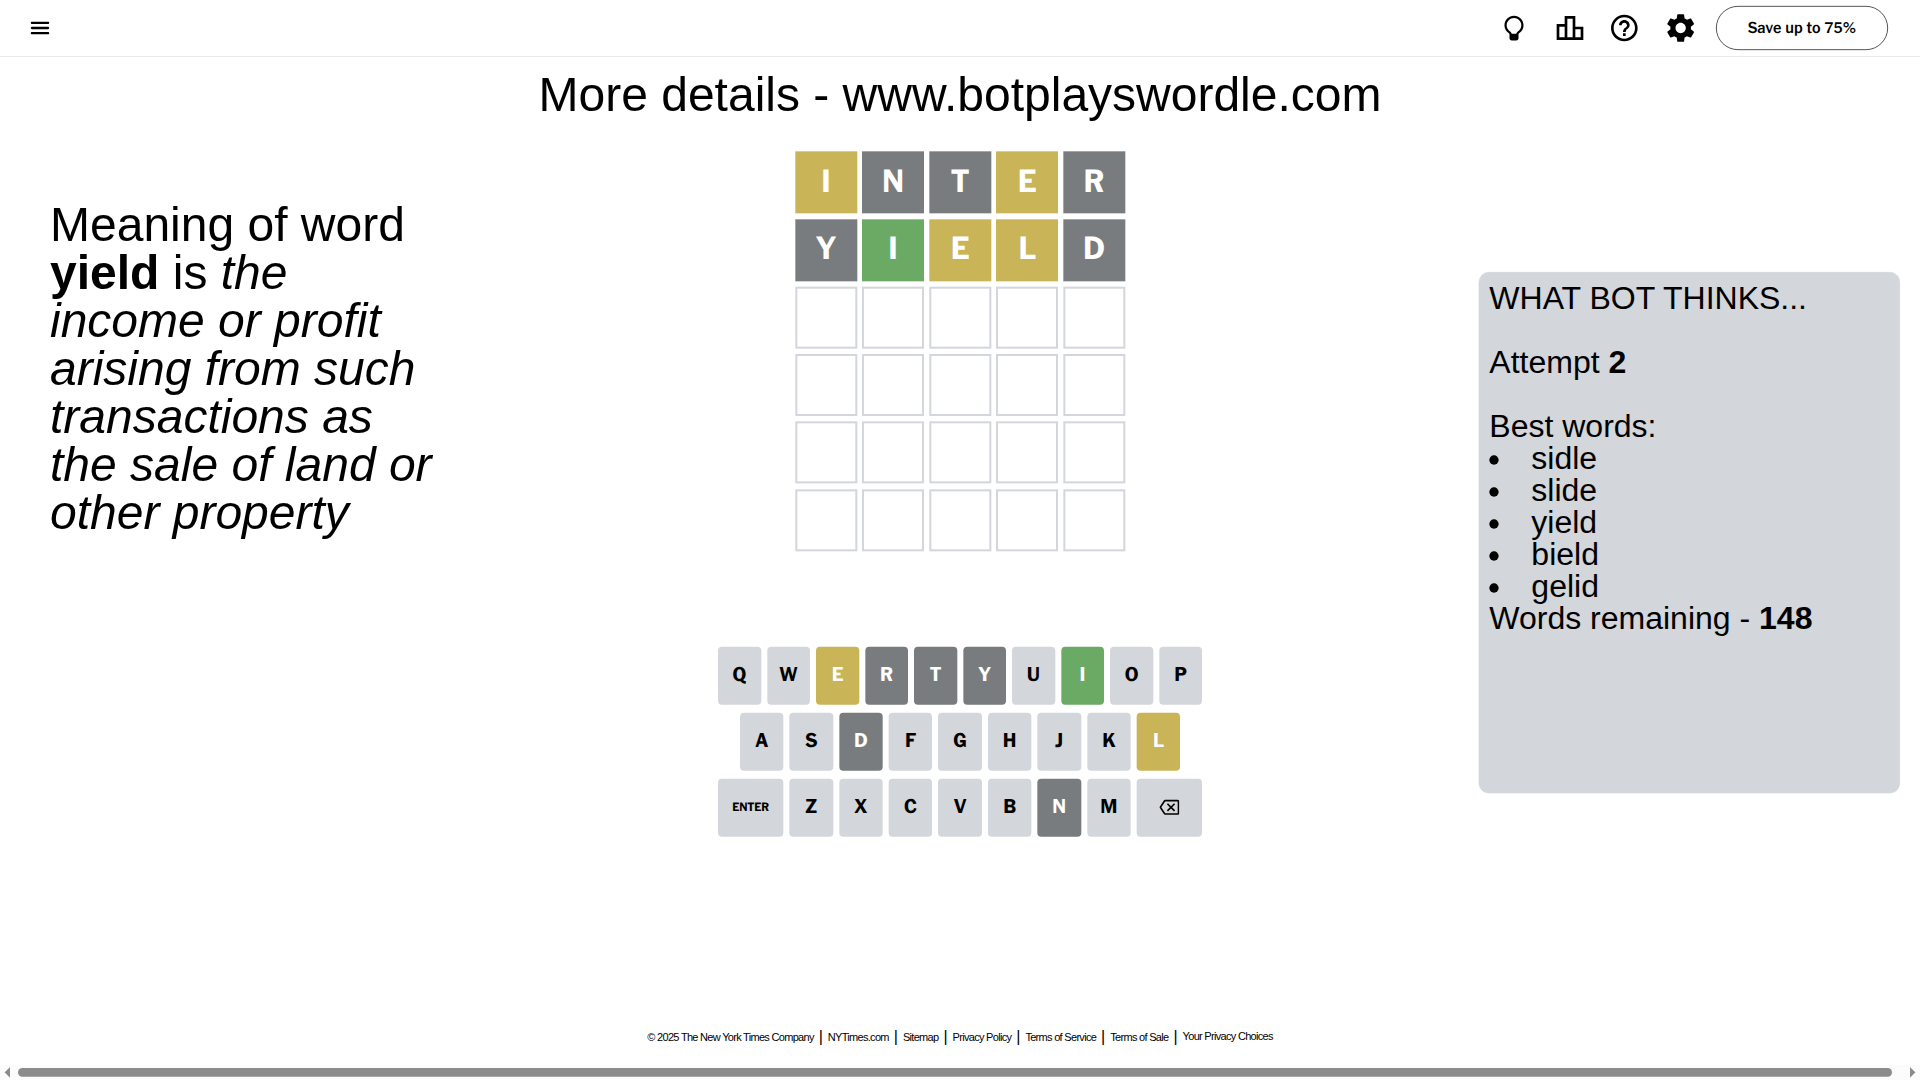 Save up to 75%
More details - www.botplayswordle.com
Meaning of word
yield is the
income or profit
arising from such
transactions as
the sale of land or
other property
I N T E R
Y I E L D
WHAT BOT THINKS...
Attempt 2
Best words:
• sidle
• slide
• yield
• bield
• gelid
Words remaining - 148
Q W E R T Y U I O P
A S D F G H J K L
ENTER Z X C V B N M
© 2025 The New York Times Company | NYTimes.com | Sitemap | Privacy Policy | Terms of Service | Terms of Sale | Your Privacy Choices